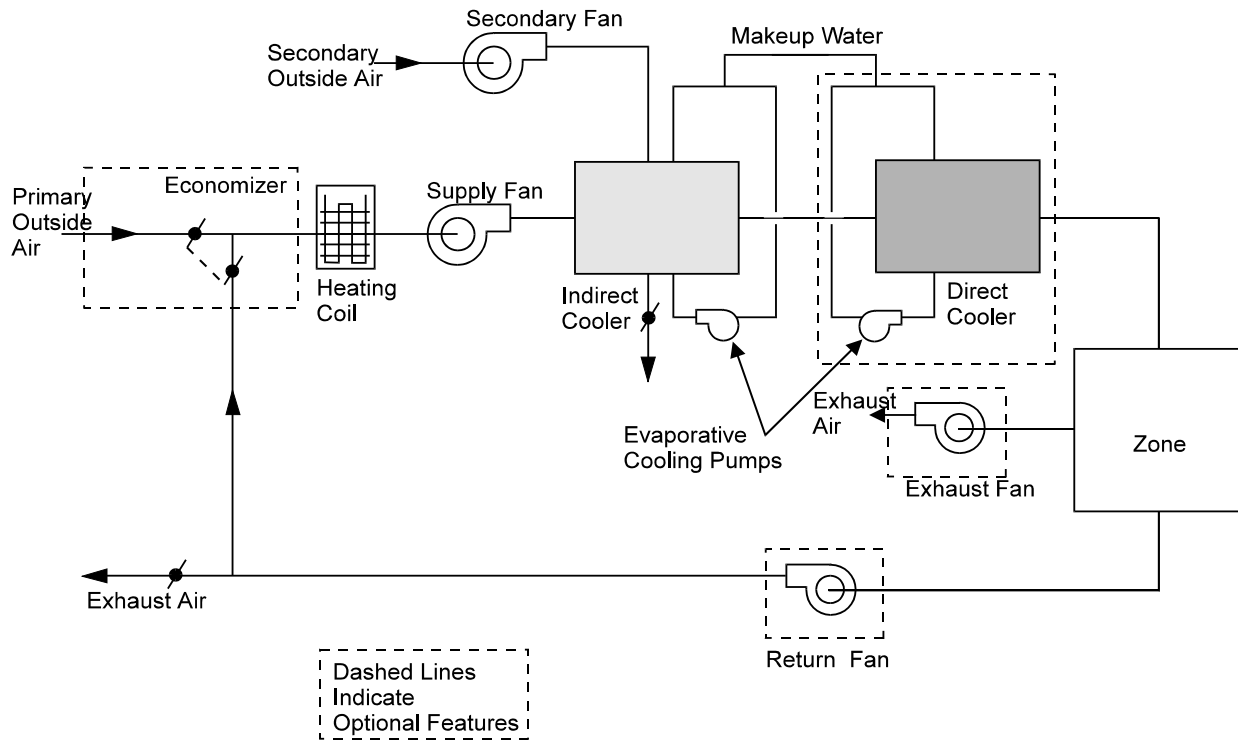 Secondary Fan
Secondary
Outside Air
Makeup Water
Economizer
Primary
Outside
Air
Supply Fan
Heating
Coil
Indirect
Cooler
Direct
Cooler
Evaporative
Cooling Pumps
Exhaust
Air
Exhaust Fan
Zone
Exhaust Air
Return Fan
Dashed Lines
Indicate
Optional Features